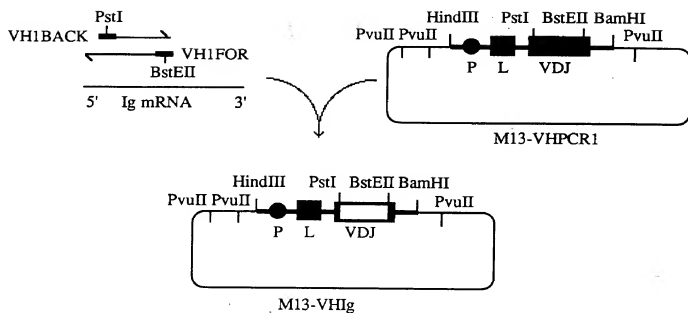 PstI
VH1BACK
VH1FOR
BstEII
5' Ig mRNA 3'
HindIII PstI BstEII BamHI
PvuII PvuII PvuII
P L VDJ
M13-VHPCR1
HindIII PstI BstEII BamHI
PvuII PvuII PvuII
P L VDJ
M13-VHIg